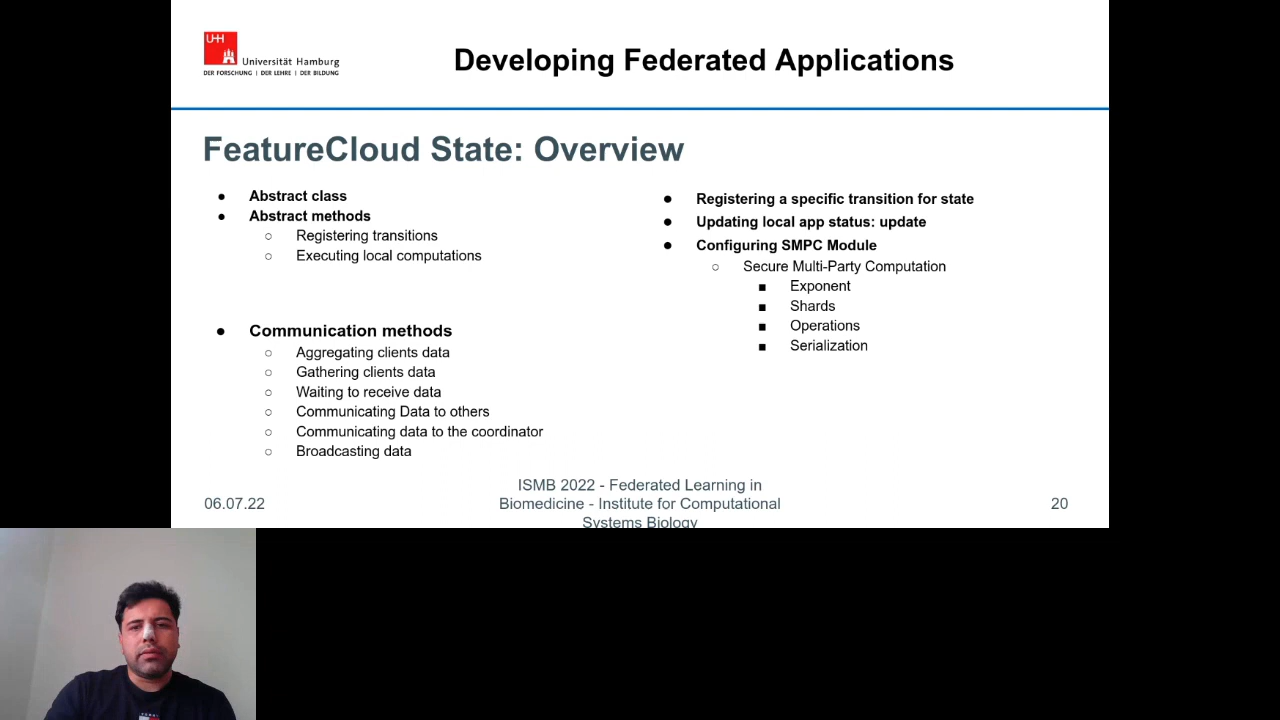 UHH
Universität Hamburg
DER FORSCHUNG | DER LEHRE | DER BILDUNG
Developing Federated Applications
FeatureCloud State: Overview
● Abstract class
● Abstract methods
○ Registering transitions
○ Executing local computations
● Communication methods
○ Aggregating clients data
○ Gathering clients data
○ Waiting to receive data
○ Communicating Data to others
○ Communicating data to the coordinator
○ Broadcasting data
● Registering a specific transition for state
● Updating local app status: update
● Configuring SMPC Module
○ Secure Multi-Party Computation
■ Exponent
■ Shards
■ Operations
■ Serialization
06.07.22
ISMB 2022 - Federated Learning in
Biomedicine - Institute for Computational
Systems Biology
20